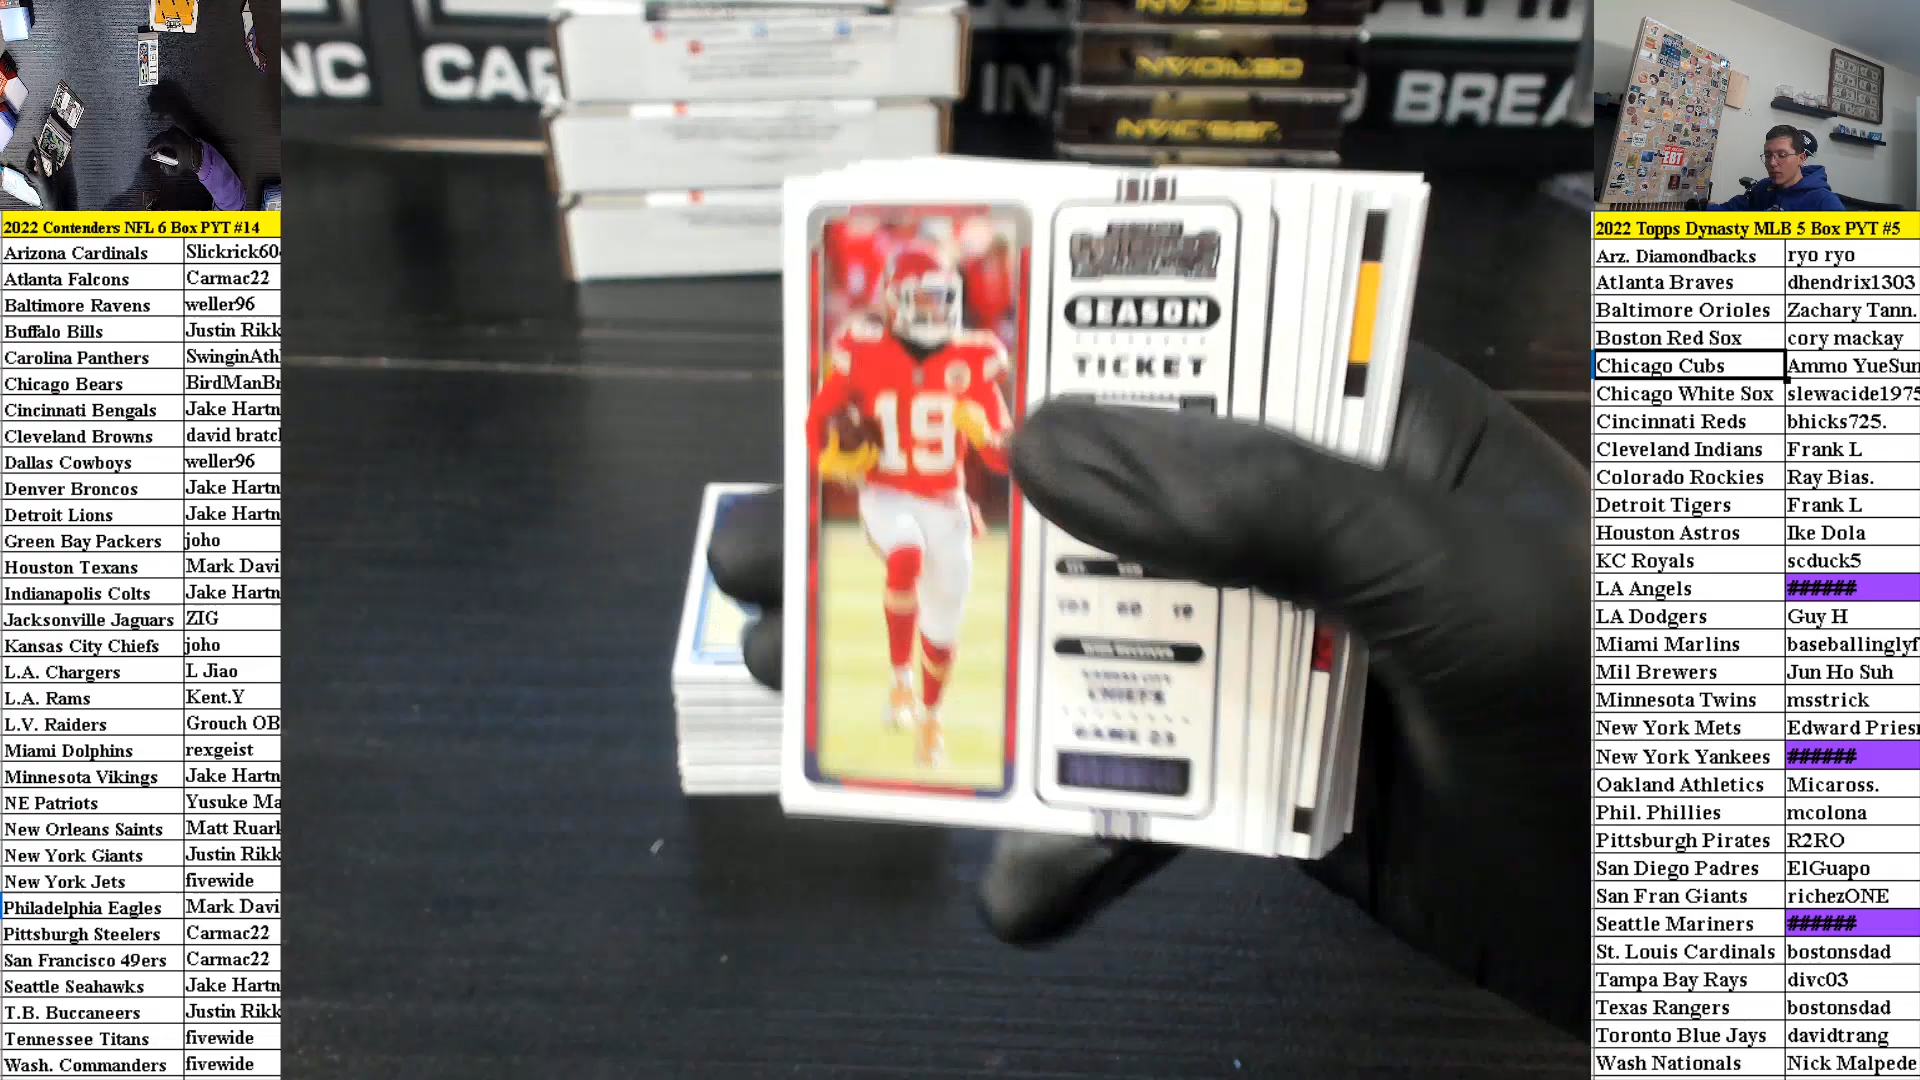 2022 Contenders NFL 6 Box PYT #14
Arizona Cardinals Slickrick60
Atlanta Falcons Carmac22
Baltimore Ravens weller96
Buffalo Bills Justin Rikk
Carolina Panthers SwinginAth
Chicago Bears BirdManBr
Cincinnati Bengals Jake Hartn
Cleveland Browns david bratcl
Dallas Cowboys weller96
Denver Broncos Jake Hartn
Detroit Lions Jake Hartn
Green Bay Packers joho
Houston Texans Mark Davi
Indianapolis Colts Jake Hartn
Jacksonville Jaguars ZIG
Kansas City Chiefs joho
L.A. Chargers L Jiao
L.A. Rams Kent.Y
L.V. Raiders Grouch OB
Miami Dolphins rexgeist
Minnesota Vikings Jake Hartn
NE Patriots Yusuke Ma
New Orleans Saints Matt Ruark
New York Giants Justin Rikk
New York Jets fivewide
Philadelphia Eagles Mark Davi
Pittsburgh Steelers Carmac22
San Francisco 49ers Carmac22
Seattle Seahawks Jake Hartn
T.B. Buccaneers Justin Rikk
Tennessee Titans fivewide
Wash. Commanders fivewide
NC CAR IN BREA
19
SEASON
TICKET
CHIEFS
GAME 23
2022 Topps Dynasty MLB 5 Box PYT #5
Arz. Diamondbacks ryo ryo
Atlanta Braves dhendrix1303
Baltimore Orioles Zachary Tann.
Boston Red Sox cory mackay
Chicago Cubs Ammo YueSun
Chicago White Sox slewacide1975
Cincinnati Reds bhicks725.
Cleveland Indians Frank L
Colorado Rockies Ray Bias.
Detroit Tigers Frank L
Houston Astros Ike Dola
KC Royals scduck5
LA Angels ######
LA Dodgers Guy H
Miami Marlins baseballinglyf
Mil Brewers Jun Ho Suh
Minnesota Twins msstrick
New York Mets Edward Priesm
New York Yankees ######
Oakland Athletics Micaross.
Phil. Phillies mcolona
Pittsburgh Pirates R2RO
San Diego Padres ElGuapo
San Fran Giants richezONE
Seattle Mariners ######
St. Louis Cardinals bostonsdad
Tampa Bay Rays divc03
Texas Rangers bostonsdad
Toronto Blue Jays davidtrang
Wash Nationals Nick Malpede